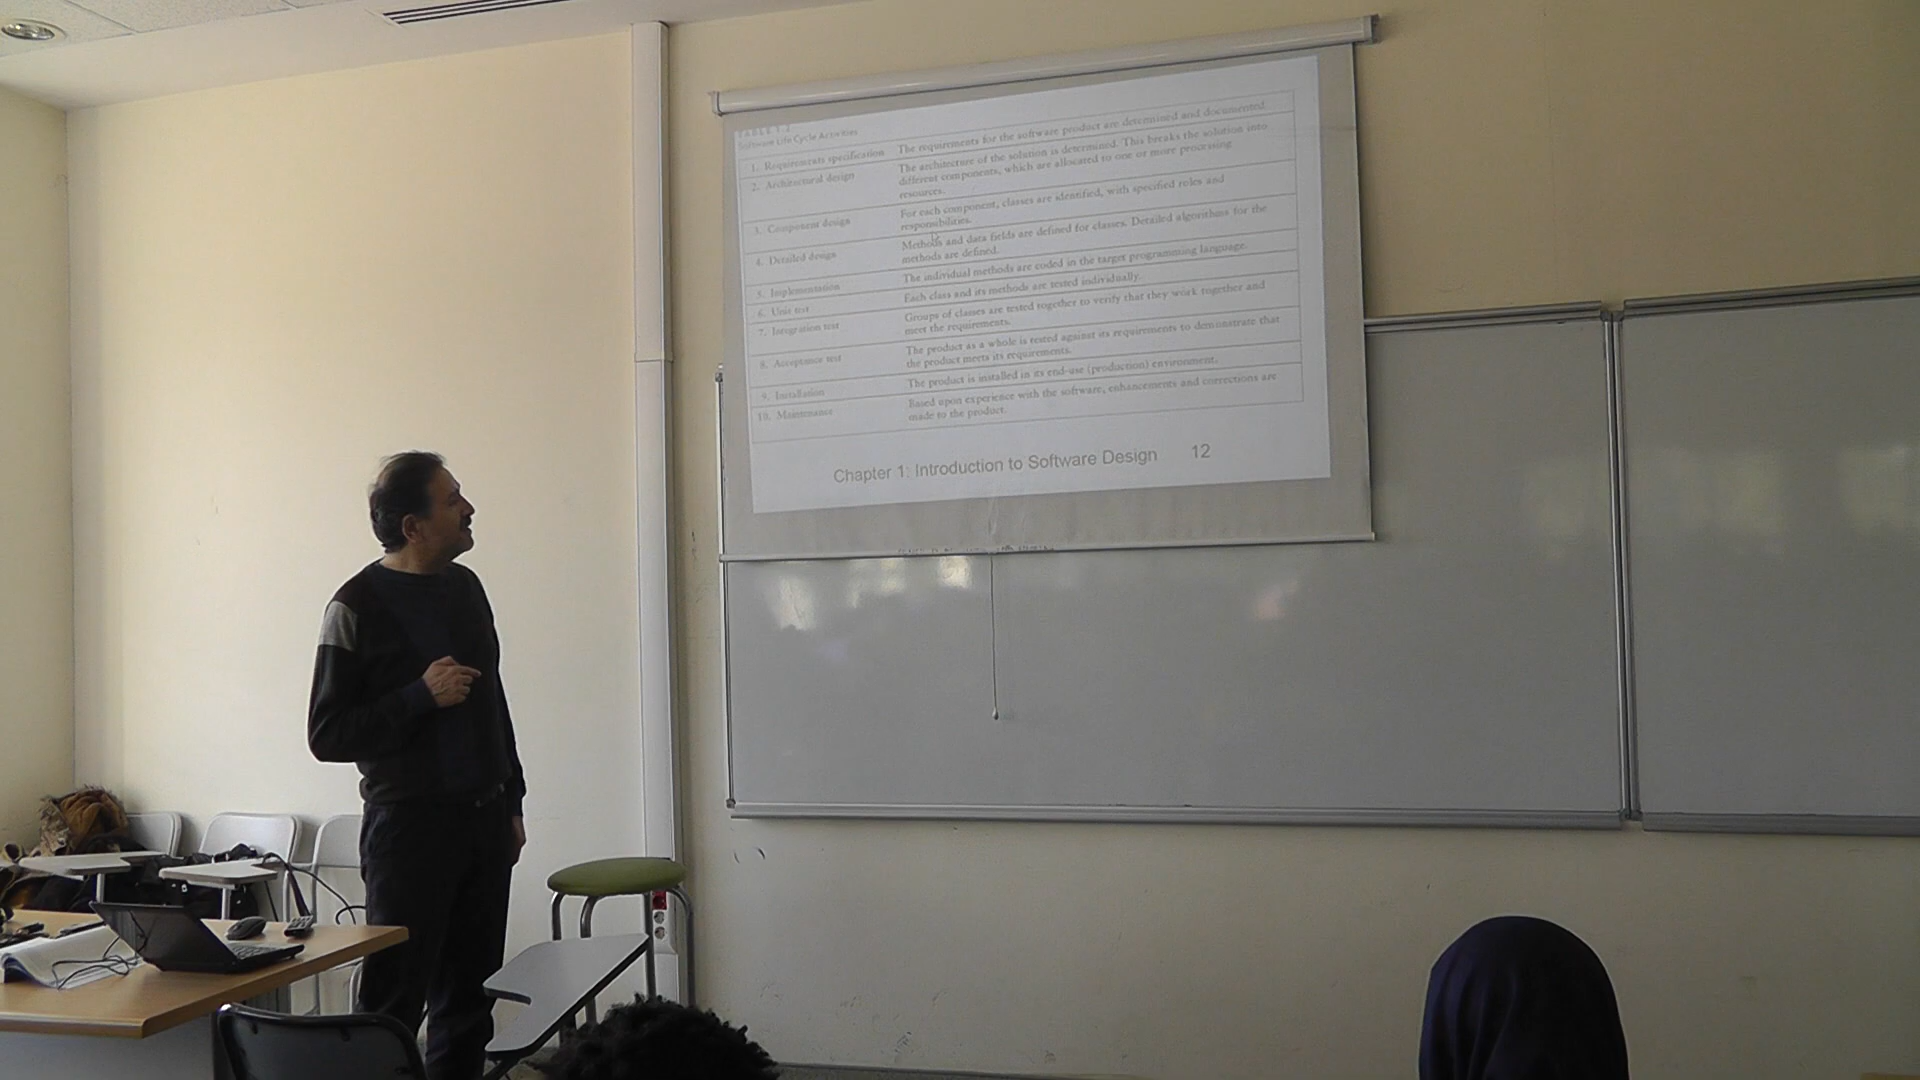 TABLE 1.2
Software Life Cycle Activities
1. Requirements specification The requirements for the software product are determined and documented.
2. Architectural design The architecture of the solution is determined. This breaks the solution into
different components, which are allocated to one or more processing
resources.
3. Component design For each component, classes are identified, with specified roles and
responsibilities.
4. Detailed design Methods and data fields are defined for classes. Detailed algorithms for the
methods are defined.
5. Implementation The individual methods are coded in the target programming language.
6. Unit test Each class and its methods are tested individually.
7. Integration test Groups of classes are tested together to verify that they work together and
meet the requirements.
8. Acceptance test The product as a whole is tested against its requirements to demonstrate that
the product meets its requirements.
9. Installation The product is installed in its end-use (production) environment.
10. Maintenance Based upon experience with the software, enhancements and corrections are
made to the product.
Chapter 1: Introduction to Software Design 12